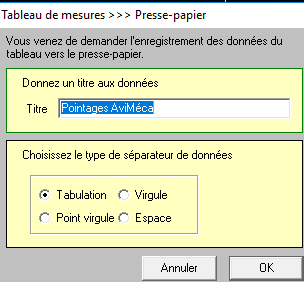 Tableau de mesures >>> Presse-papier
Vous venez de demander l'enregistrement des données du
tableau vers le presse-papier.
Donnez un titre aux données
Titre Pointages AviMéca
Choisissez le type de séparateur de données
Tabulation Virgule
Point virgule Espace
Annuler OK